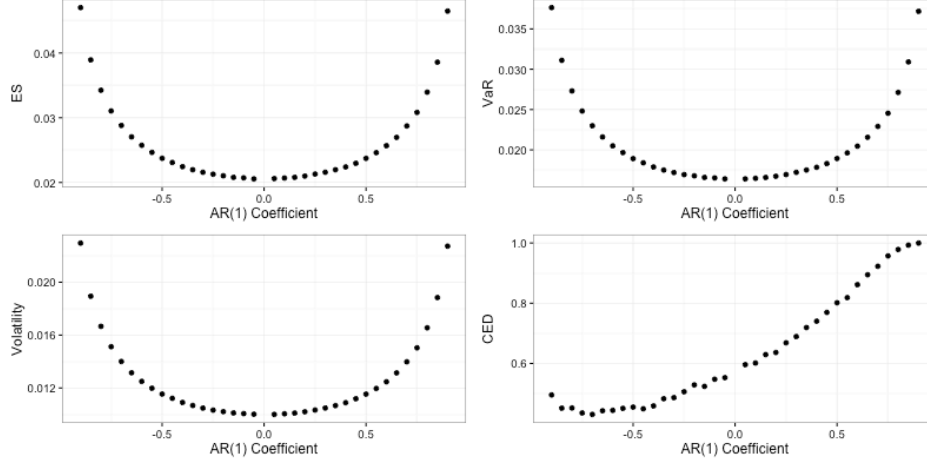 ES
0.04
0.03
0.02
-0.5 0.0 0.5
AR(1) Coefficient
VaR
0.035
0.030
0.025
0.020
-0.5 0.0 0.5
AR(1) Coefficient
Volatility
0.020
0.016
0.012
-0.5 0.0 0.5
AR(1) Coefficient
CED
1.0
0.8
0.6
-0.5 0.0 0.5
AR(1) Coefficient